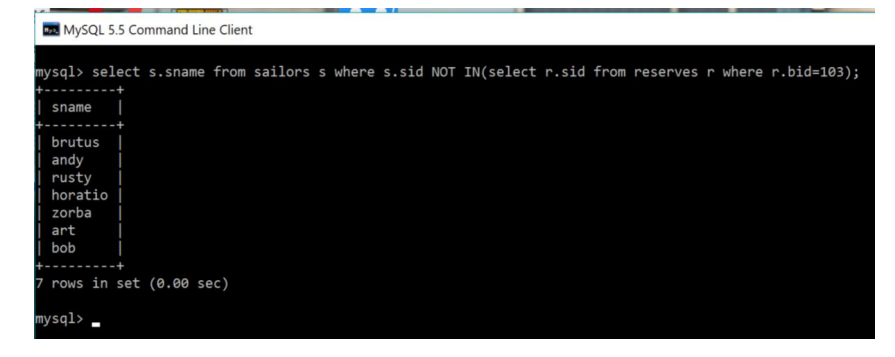 MySQL 5.5 Command Line Client
mysql> select s.sname from sailors s where s.sid NOT IN(select r.sid from reserves r where r.bid=103);
+---------+
| sname   |
+---------+
| brutus  |
| andy    |
| rusty   |
| horatio |
| zorba   |
| art     |
| bob     |
+---------+
7 rows in set (0.00 sec)
mysql> _